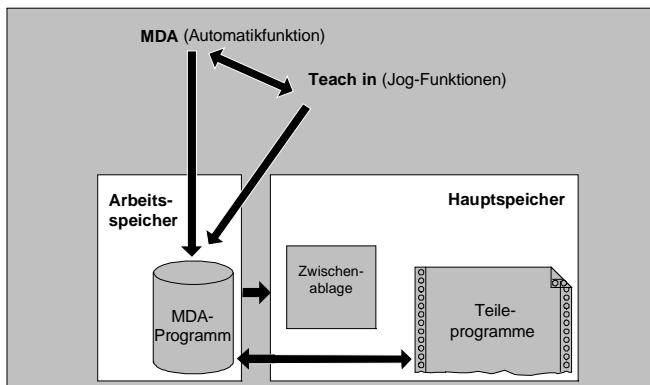 MDA (Automatikfunktion)
Teach in (Jog-Funktionen)
Arbeits-
speicher
Hauptspeicher
Zwischen-
ablage
MDA-
Programm
Teile-
programme